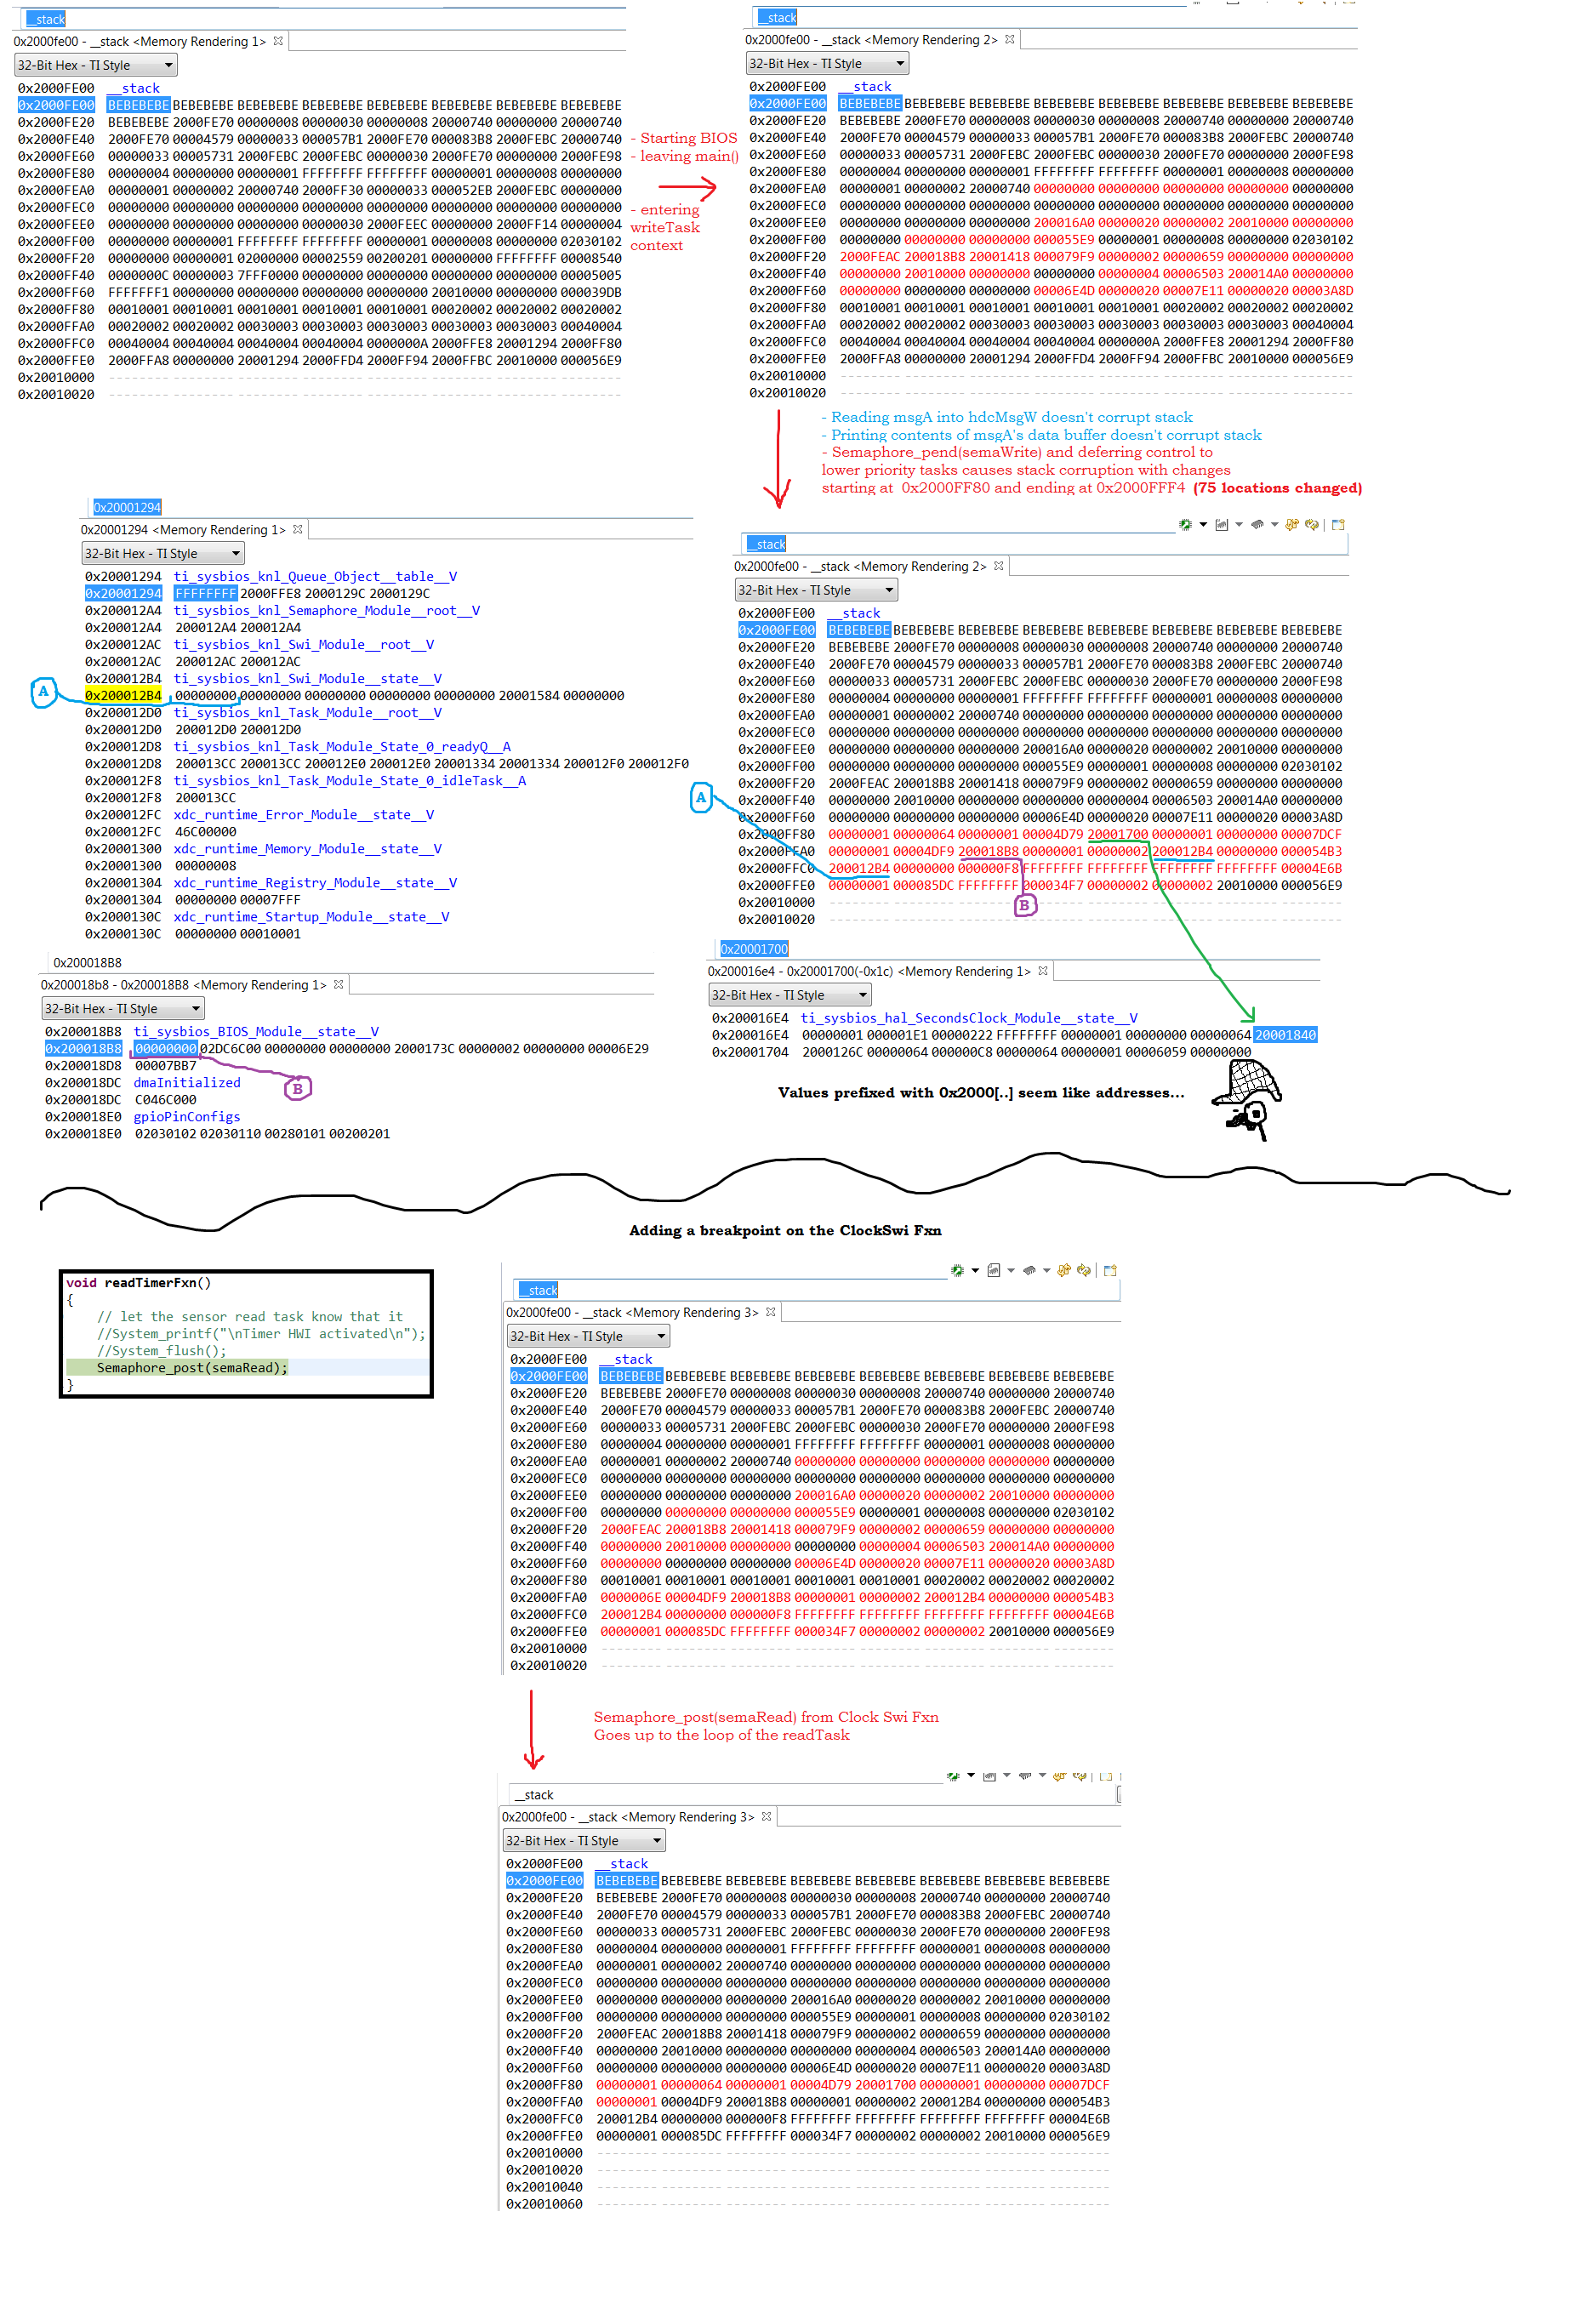 __stack
0x2000fe00 - __stack <Memory Rendering 1>
32-Bit Hex - TI Style
0x2000FE00 __stack
0x2000FE00 BEBEBEBE BEBEBEBE BEBEBEBE BEBEBEBE BEBEBEBE BEBEBEBE BEBEBEBE BEBEBEBE
0x2000FE20 BEBEBEBE 2000FE70 00000008 00000030 00000008 20000740 00000000 20000740
0x2000FE40 2000FE70 00004579 00000033 000057B1 2000FE70 000083B8 2000FEBC 20000740
0x2000FE60 00000033 00005731 2000FEBC 2000FEBC 00000030 2000FE70 00000000 2000FE98
0x2000FE80 00000004 00000000 00000001 FFFFFFFF FFFFFFFF 00000001 00000008 00000000
0x2000FEA0 00000001 00000002 20000740 2000FF30 00000033 000052EB 2000FEBC 00000000
0x2000FEC0 00000000 00000000 00000000 00000000 00000000 00000000 00000000 00000000
0x2000FEE0 00000000 00000000 00000000 00000030 2000FEEC 00000000 2000FF14 00000004
0x2000FF00 00000000 00000001 FFFFFFFF FFFFFFFF 00000001 00000008 00000000 02030102
0x2000FF20 00000000 00000001 02000000 00002559 00200201 00000000 FFFFFFFF 00008540
0x2000FF40 0000000C 00000003 7FFF0000 00000000 00000000 00000000 00000000 00005005
0x2000FF60 FFFFFFF1 00000000 00000000 00000000 00000000 20010000 00000000 000039DB
0x2000FF80 00010001 00010001 00010001 00010001 00010001 00020002 00020002 00020002
0x2000FFA0 00020002 00020002 00030003 00030003 00030003 00030003 00030003 00040004
0x2000FFC0 00040004 00040004 00040004 00040004 0000000A 2000FFE8 20001294 2000FF80
0x2000FFE0 2000FFA8 00000000 20001294 2000FFD4 2000FF94 2000FFBC 20010000 000056E9
0x20010000 -------- -------- -------- -------- -------- -------- -------- --------
0x20010020 -------- -------- -------- -------- -------- -------- -------- --------
- Starting BIOS
- leaving main()
- entering
writeTask
context
__stack
0x2000fe00 - __stack <Memory Rendering 2>
32-Bit Hex - TI Style
0x2000FE00 __stack
0x2000FE00 BEBEBEBE BEBEBEBE BEBEBEBE BEBEBEBE BEBEBEBE BEBEBEBE BEBEBEBE BEBEBEBE
0x2000FE20 BEBEBEBE 2000FE70 00000008 00000030 00000008 20000740 00000000 20000740
0x2000FE40 2000FE70 00004579 00000033 000057B1 2000FE70 000083B8 2000FEBC 20000740
0x2000FE60 00000033 00005731 2000FEBC 2000FEBC 00000030 2000FE70 00000000 2000FE98
0x2000FE80 00000004 00000000 00000001 FFFFFFFF FFFFFFFF 00000001 00000008 00000000
0x2000FEA0 00000001 00000002 20000740 00000000 00000000 00000000 00000000 00000000
0x2000FEC0 00000000 00000000 00000000 00000000 00000000 00000000 00000000 00000000
0x2000FEE0 00000000 00000000 00000000 200016A0 00000020 00000002 20010000 00000000
0x2000FF00 00000000 00000000 00000000 000055E9 00000001 00000008 00000000 02030102
0x2000FF20 2000FEAC 200018B8 20001418 000079F9 00000002 00000659 00000000 00000000
0x2000FF40 00000000 20010000 00000000 00000000 00000004 00006503 200014A0 00000000
0x2000FF60 00000000 00000000 00000000 00006E4D 00000020 00007E11 00000020 00003A8D
0x2000FF80 00010001 00010001 00010001 00010001 00010001 00020002 00020002 00020002
0x2000FFA0 00020002 00020002 00030003 00030003 00030003 00030003 00030003 00040004
0x2000FFC0 00040004 00040004 00040004 00040004 0000000A 2000FFE8 20001294 2000FF80
0x2000FFE0 2000FFA8 00000000 20001294 2000FFD4 2000FF94 2000FFBC 20010000 000056E9
0x20010000 -------- -------- -------- -------- -------- -------- -------- --------
0x20010020 -------- -------- -------- -------- -------- -------- -------- --------
- Reading msgA into hdcMsgW doesn't corrupt stack
- Printing contents of msgA's data buffer doesn't corrupt stack
- Semaphore_pend(semaWrite) and deferring control to
lower priority tasks causes stack corruption with changes
starting at 0x2000FF80 and ending at 0x2000FFF4 (75 locations changed)
0x20001294
0x20001294 <Memory Rendering 1>
32-Bit Hex - TI Style
0x20001294 ti_sysbios_knl_Queue_Object__table__V
0x20001294 FFFFFFFF 2000FFE8 2000129C 2000129C
0x200012A4 ti_sysbios_knl_Semaphore_Module__root__V
0x200012A4 200012A4 200012A4
0x200012AC ti_sysbios_knl_Swi_Module__root__V
0x200012AC 200012AC 200012AC
0x200012B4 ti_sysbios_knl_Swi_Module__state__V
A
0x200012B4 00000000 00000000 00000000 00000000 00000000 20001584 00000000
0x200012D0 ti_sysbios_knl_Task_Module__root__V
0x200012D0 200012D0 200012D0
0x200012D8 ti_sysbios_knl_Task_Module_State_0_readyQ__A
0x200012D8 200013CC 200013CC 200012E0 200012E0 20001334 20001334 200012F0 200012F0
0x200012F8 ti_sysbios_knl_Task_Module_State_0_idleTask__A
0x200012F8 200013CC
0x200012FC xdc_runtime_Error_Module__state__V
0x200012FC 46C00000
0x20001300 xdc_runtime_Memory_Module__state__V
0x20001300 00000008
0x20001304 xdc_runtime_Registry_Module__state__V
0x20001304 00000000 00007FFF
0x2000130C xdc_runtime_Startup_Module__state__V
0x2000130C 00000000 00010001
__stack
0x2000fe00 - __stack <Memory Rendering 2>
32-Bit Hex - TI Style
0x2000FE00 __stack
0x2000FE00 BEBEBEBE BEBEBEBE BEBEBEBE BEBEBEBE BEBEBEBE BEBEBEBE BEBEBEBE BEBEBEBE
0x2000FE20 BEBEBEBE 2000FE70 00000008 00000030 00000008 20000740 00000000 20000740
0x2000FE40 2000FE70 00004579 00000033 000057B1 2000FE70 000083B8 2000FEBC 20000740
0x2000FE60 00000033 00005731 2000FEBC 2000FEBC 00000030 2000FE70 00000000 2000FE98
0x2000FE80 00000004 00000000 00000001 FFFFFFFF FFFFFFFF 00000001 00000008 00000000
0x2000FEA0 00000001 00000002 20000740 00000000 00000000 00000000 00000000 00000000
0x2000FEC0 00000000 00000000 00000000 00000000 00000000 00000000 00000000 00000000
0x2000FEE0 00000000 00000000 00000000 200016A0 00000020 00000002 20010000 00000000
0x2000FF00 00000000 00000000 00000000 000055E9 00000001 00000008 00000000 02030102
0x2000FF20 2000FEAC 200018B8 20001418 000079F9 00000002 00000659 00000000 00000000
A
0x2000FF40 00000000 20010000 00000000 00000000 00000004 00006503 200014A0 00000000
0x2000FF60 00000000 00000000 00000000 00006E4D 00000020 00007E11 00000020 00003A8D
0x2000FF80 00000001 00000064 00000001 00004D79 20001700 00000001 00000000 00007DCF
0x2000FFA0 00000001 00004DF9 200018B8 00000001 00000002 200012B4 00000000 000054B3
0x2000FFC0 200012B4 00000000 000000F8 FFFFFFFF FFFFFFFF FFFFFFFF FFFFFFFF 00004E6B
0x2000FFE0 00000001 000085DC FFFFFFFF 000034F7 00000002 00000002 20010000 000056E9
B
0x20010000 -------- -------- -------- -------- -------- -------- -------- --------
0x20010020 -------- -------- -------- -------- -------- -------- -------- --------
0x200018B8
0x200018b8 - 0x200018B8 <Memory Rendering 1>
32-Bit Hex - TI Style
0x200018B8 ti_sysbios_BIOS_Module__state__V
0x200018B8 00000000 02DC6C00 00000000 00000000 2000173C 00000002 00000000 00006E29
0x200018D8 00007BB7
0x200018DC dmaInitialized
B
0x200018DC C046C000
0x200018E0 gpioPinConfigs
0x200018E0 02030102 02030110 00280101 00200201
0x20001700
0x200016e4 - 0x20001700(-0x1c) <Memory Rendering 1>
32-Bit Hex - TI Style
0x200016E4 ti_sysbios_hal_SecondsClock_Module__state__V
0x200016E4 00000001 000001E1 00000222 FFFFFFFF 00000001 00000000 00000064 20001840
0x20001704 2000126C 00000064 000000C8 00000064 00000001 00006059 00000000
Values prefixed with 0x2000[..] seem like addresses...
Adding a breakpoint on the ClockSwi Fxn
void readTimerFxn()
{
// let the sensor read task know that it
//System_printf("\nTimer HWI activated\n");
//System_flush();
Semaphore_post(semaRead);
}
__stack
0x2000fe00 - __stack <Memory Rendering 3>
32-Bit Hex - TI Style
0x2000FE00 __stack
0x2000FE00 BEBEBEBE BEBEBEBE BEBEBEBE BEBEBEBE BEBEBEBE BEBEBEBE BEBEBEBE BEBEBEBE
0x2000FE20 BEBEBEBE 2000FE70 00000008 00000030 00000008 20000740 00000000 20000740
0x2000FE40 2000FE70 00004579 00000033 000057B1 2000FE70 000083B8 2000FEBC 20000740
0x2000FE60 00000033 00005731 2000FEBC 2000FEBC 00000030 2000FE70 00000000 2000FE98
0x2000FE80 00000004 00000000 00000001 FFFFFFFF FFFFFFFF 00000001 00000008 00000000
0x2000FEA0 00000001 00000002 20000740 00000000 00000000 00000000 00000000 00000000
0x2000FEC0 00000000 00000000 00000000 00000000 00000000 00000000 00000000 00000000
0x2000FEE0 00000000 00000000 00000000 200016A0 00000020 00000002 20010000 00000000
0x2000FF00 00000000 00000000 00000000 000055E9 00000001 00000008 00000000 02030102
0x2000FF20 2000FEAC 200018B8 20001418 000079F9 00000002 00000659 00000000 00000000
0x2000FF40 00000000 20010000 00000000 00000000 00000004 00006503 200014A0 00000000
0x2000FF60 00000000 00000000 00000000 00006E4D 00000020 00007E11 00000020 00003A8D
0x2000FF80 00010001 00010001 00010001 00010001 00010001 00020002 00020002 00020002
0x2000FFA0 0000006E 00004DF9 200018B8 00000001 00000002 200012B4 00000000 000054B3
0x2000FFC0 200012B4 00000000 000000F8 FFFFFFFF FFFFFFFF FFFFFFFF FFFFFFFF 00004E6B
0x2000FFE0 00000001 000085DC FFFFFFFF 000034F7 00000002 00000002 20010000 000056E9
0x20010000 -------- -------- -------- -------- -------- -------- -------- --------
0x20010020 -------- -------- -------- -------- -------- -------- -------- --------
Semaphore_post(semaRead) from Clock Swi Fxn
Goes up to the loop of the readTask
__stack
0x2000fe00 - __stack <Memory Rendering 3>
32-Bit Hex - TI Style
0x2000FE00 __stack
0x2000FE00 BEBEBEBE BEBEBEBE BEBEBEBE BEBEBEBE BEBEBEBE BEBEBEBE BEBEBEBE BEBEBEBE
0x2000FE20 BEBEBEBE 2000FE70 00000008 00000030 00000008 20000740 00000000 20000740
0x2000FE40 2000FE70 00004579 00000033 000057B1 2000FE70 000083B8 2000FEBC 20000740
0x2000FE60 00000033 00005731 2000FEBC 2000FEBC 00000030 2000FE70 00000000 2000FE98
0x2000FE80 00000004 00000000 00000001 FFFFFFFF FFFFFFFF 00000001 00000008 00000000
0x2000FEA0 00000001 00000002 20000740 00000000 00000000 00000000 00000000 00000000
0x2000FEC0 00000000 00000000 00000000 00000000 00000000 00000000 00000000 00000000
0x2000FEE0 00000000 00000000 00000000 200016A0 00000020 00000002 20010000 00000000
0x2000FF00 00000000 00000000 00000000 000055E9 00000001 00000008 00000000 02030102
0x2000FF20 2000FEAC 200018B8 20001418 000079F9 00000002 00000659 00000000 00000000
0x2000FF40 00000000 20010000 00000000 00000000 00000004 00006503 200014A0 00000000
0x2000FF60 00000000 00000000 00000000 00006E4D 00000020 00007E11 00000020 00003A8D
0x2000FF80 00000001 00000064 00000001 00004D79 20001700 00000001 00000000 00007DCF
0x2000FFA0 00000001 00004DF9 200018B8 00000001 00000002 200012B4 00000000 000054B3
0x2000FFC0 200012B4 00000000 000000F8 FFFFFFFF FFFFFFFF FFFFFFFF FFFFFFFF 00004E6B
0x2000FFE0 00000001 000085DC FFFFFFFF 000034F7 00000002 00000002 20010000 000056E9
0x20010000 -------- -------- -------- -------- -------- -------- -------- --------
0x20010020 -------- -------- -------- -------- -------- -------- -------- --------
0x20010040 -------- -------- -------- -------- -------- -------- -------- --------
0x20010060 -------- -------- -------- -------- -------- -------- -------- --------